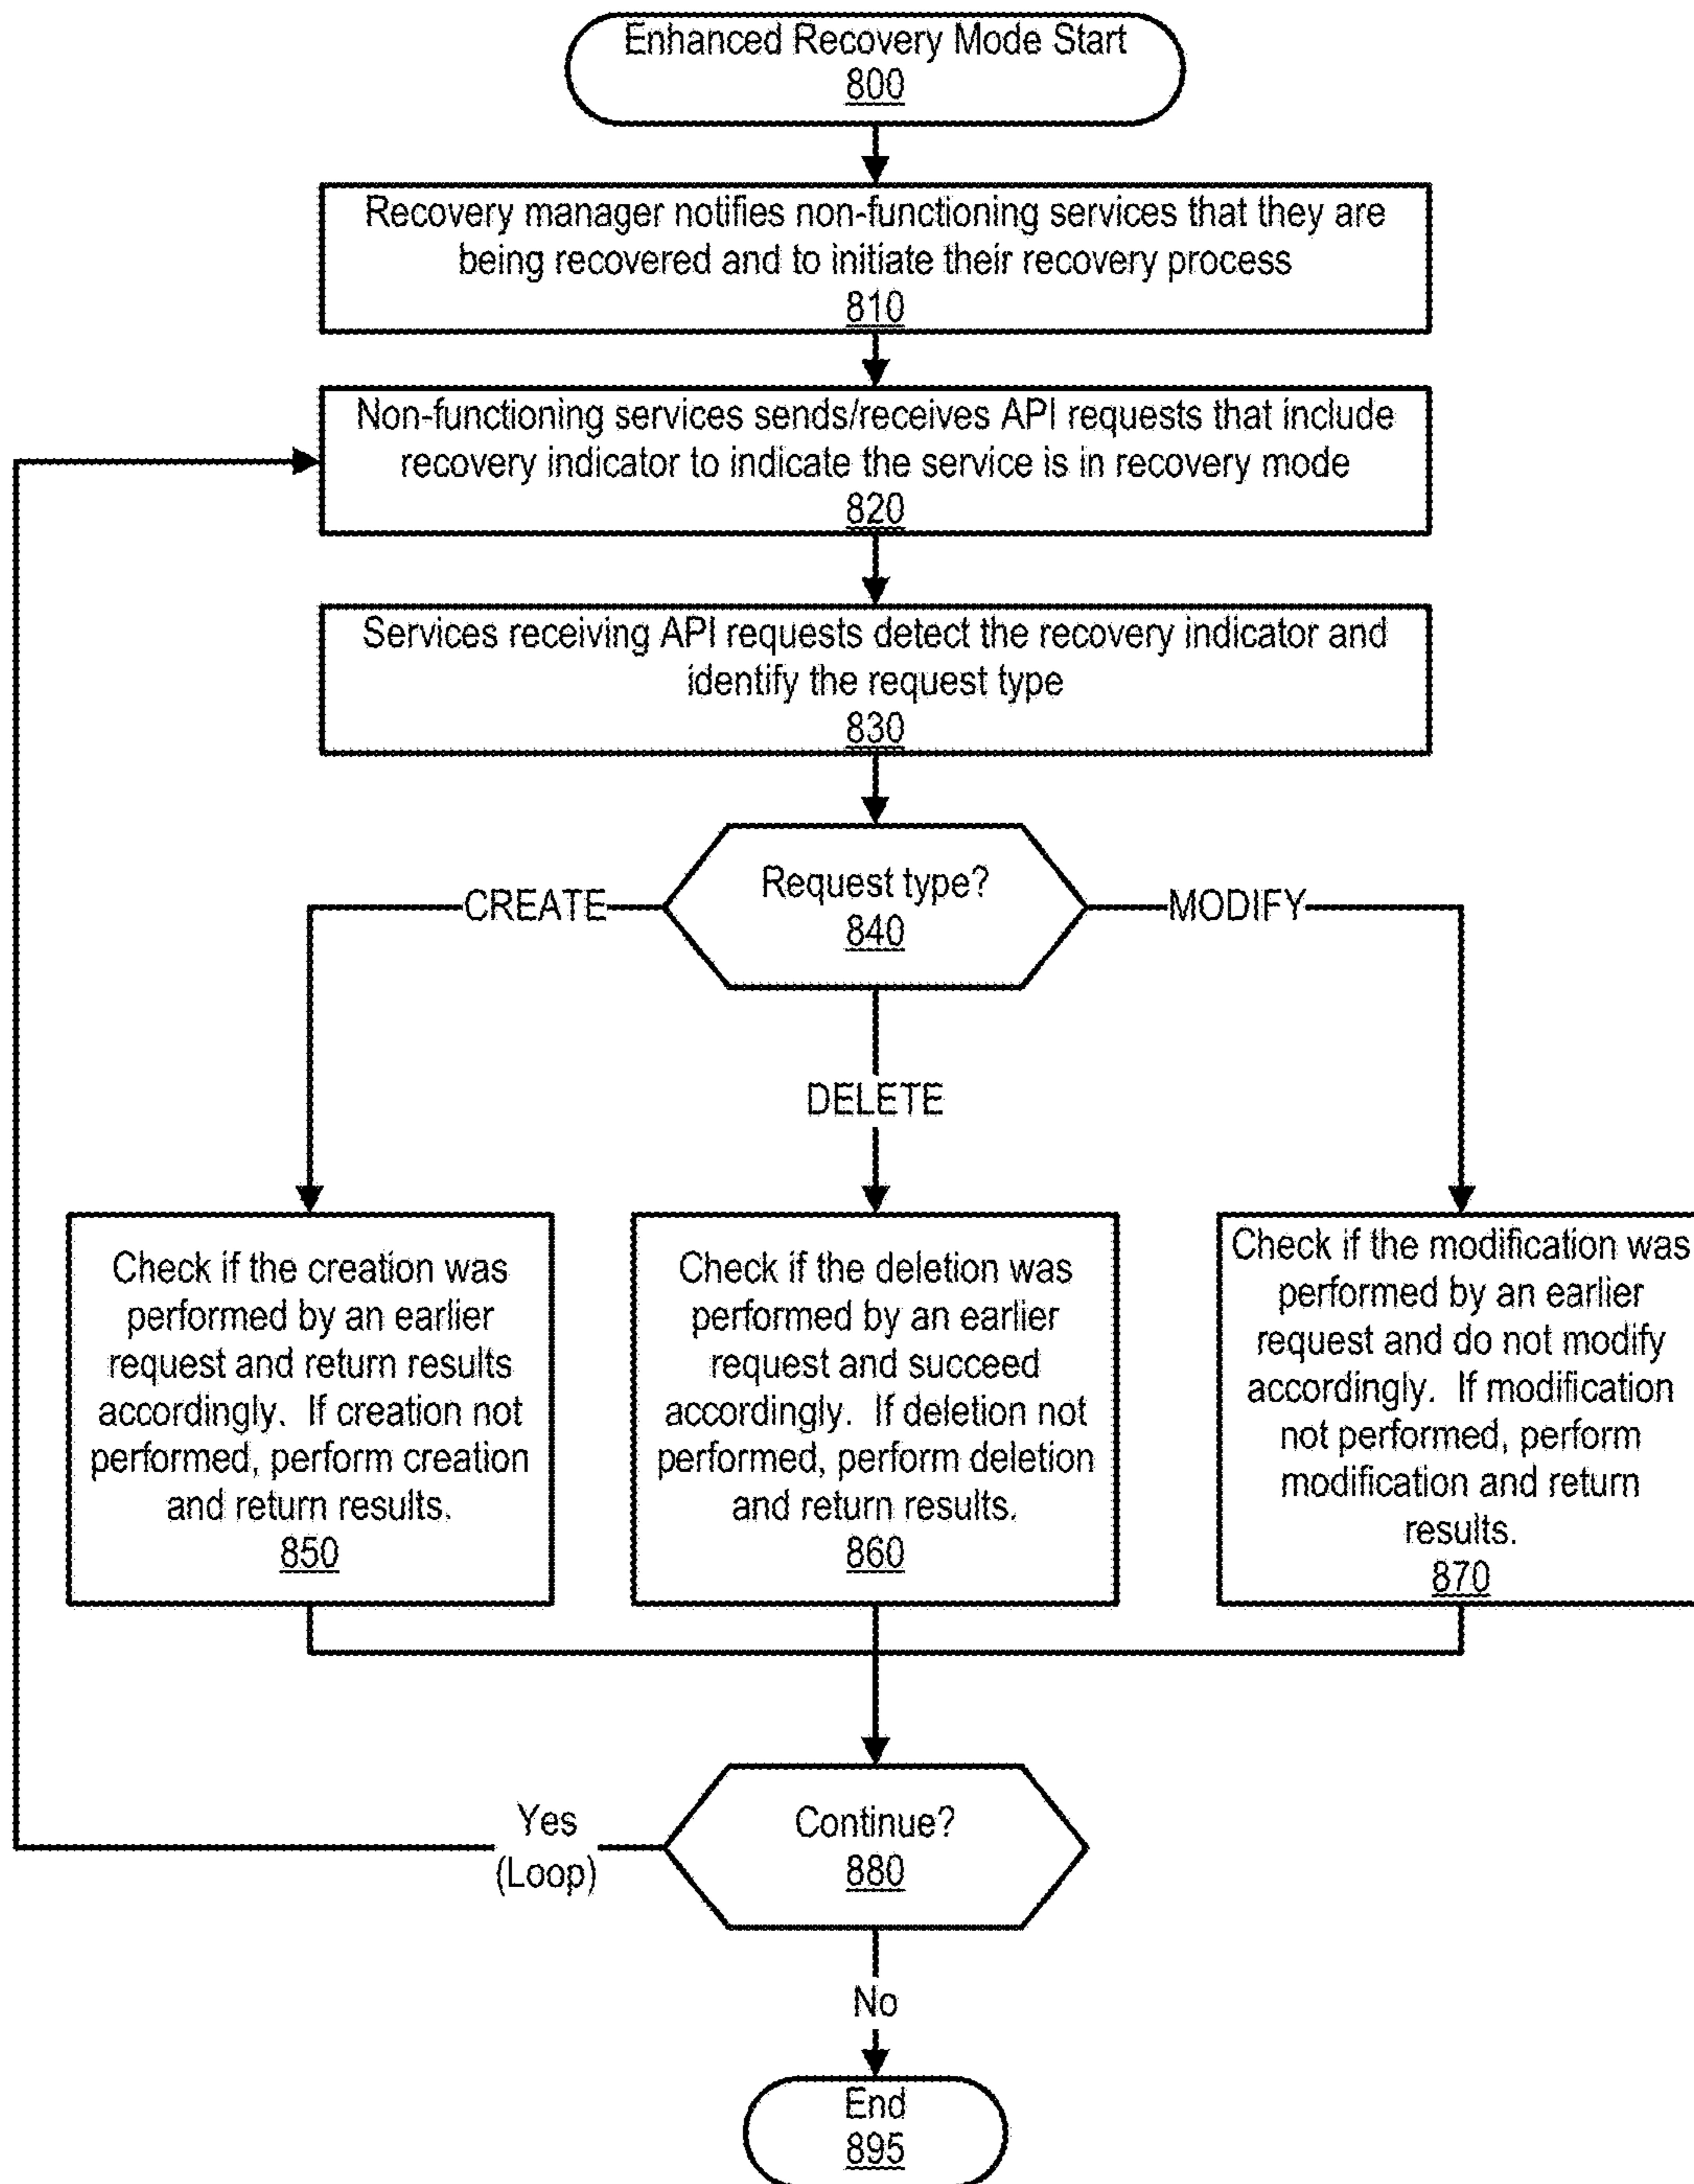 Enhanced Recovery Mode Start
800
Recovery manager notifies non-functioning services that they are
being recovered and to initiate their recovery process
810
Non-functioning services sends/receives API requests that include
recovery indicator to indicate the service is in recovery mode
820
Services receiving API requests detect the recovery indicator and
identify the request type
830
Request type?
840
CREATE
MODIFY
DELETE
Check if the creation was
performed by an earlier
request and return results
accordingly. If creation not
performed, perform creation
and return results.
850
Check if the deletion was
performed by an earlier
request and succeed
accordingly. If deletion not
performed, perform deletion
and return results.
860
Check if the modification was
performed by an earlier
request and do not modify
accordingly. If modification
not performed, perform
modification and return
results.
870
Yes
(Loop)
Continue?
880
No
End
895